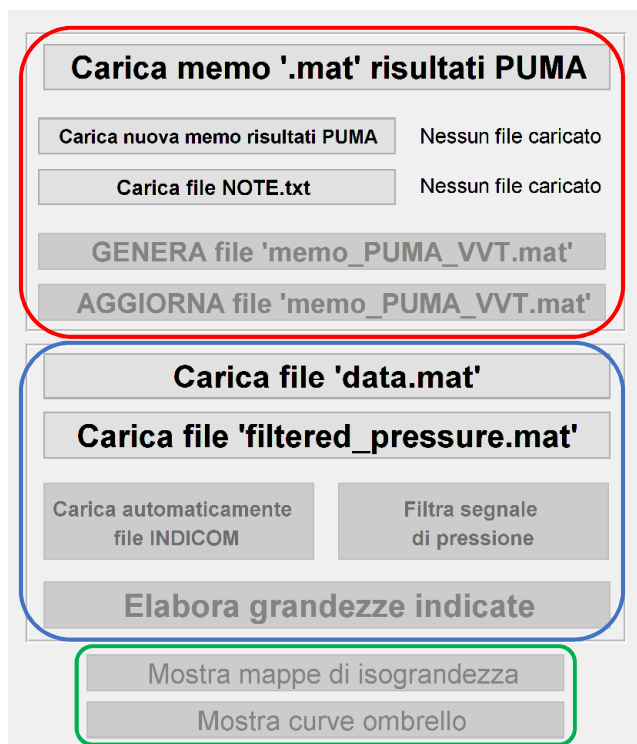 Carica memo '.mat' risultati PUMA
Carica nuova memo risultati PUMA
Nessun file caricato
Carica file NOTE.txt
Nessun file caricato
GENERA file 'memo_PUMA_VVT.mat'
AGGIORNA file 'memo_PUMA_VVT.mat'
Carica file 'data.mat'
Carica file 'filtered_pressure.mat'
Carica automaticamente
file INDICOM
Filtra segnale
di pressione
Elabora grandezze indicate
Mostra mappe di isograndezza
Mostra curve ombrello